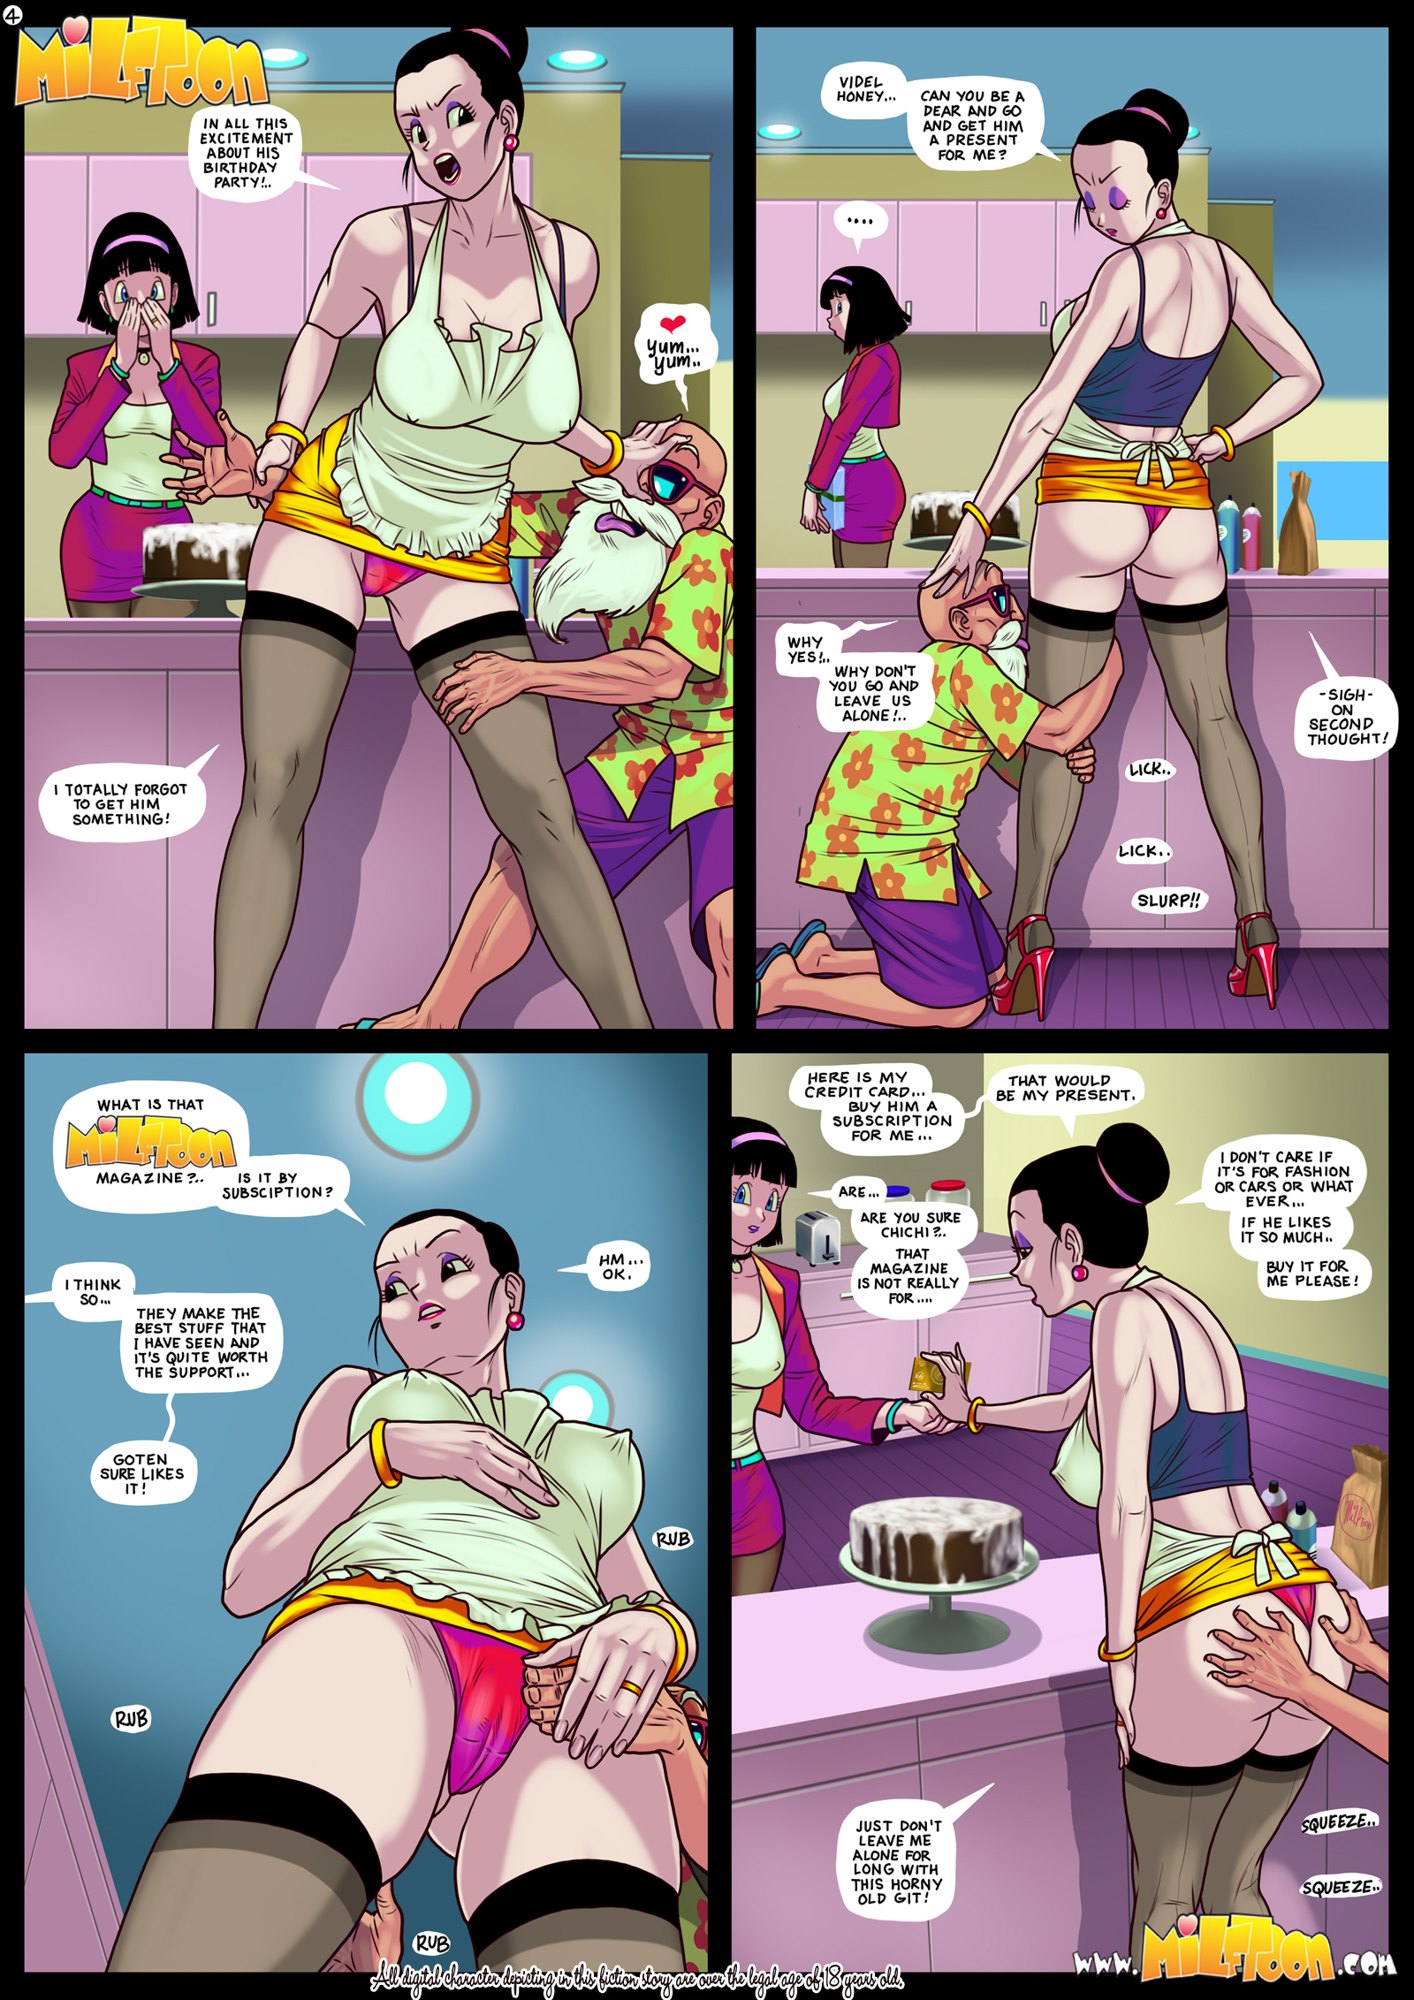 4
MILFTOON
IN ALL THIS
EXCITEMENT
ABOUT HIS
BIRTHDAY
PARTY!..
YUM...
YUM..
I TOTALLY FORGOT
TO GET HIM
SOMETHING!
VIDEL
HONEY...
CAN YOU BE A
DEAR AND GO
AND GET HIM
A PRESENT
FOR ME?
....
WHY
YES!..
WHY DON'T
YOU GO AND
LEAVE US
ALONE!..
-SIGH-
ON
SECOND
THOUGHT!
LICK..
LICK..
SLURP!!
WHAT IS THAT
MILFTOON
MAGAZINE?..
IS IT BY
SUBSCIPTION?
I THINK
SO...
THEY MAKE THE
BEST STUFF THAT
I HAVE SEEN AND
IT'S QUITE WORTH
THE SUPPORT...
GOTEN
SURE LIKES
IT!
HM...
OK.
RUB
RUB
RUB
HERE IS MY
CREDIT CARD...
BUY HIM A
SUBSCRIPTION
FOR ME...
THAT WOULD
BE MY PRESENT.
ARE...
ARE YOU SURE
CHICHI?..
THAT
MAGAZINE
IS NOT REALLY
FOR....
I DON'T CARE IF
IT'S FOR FASHION
OR CARS OR WHAT
EVER...
IF HE LIKES
IT SO MUCH..
BUY IT FOR
ME PLEASE!
Milftoon
JUST DON'T
LEAVE ME
ALONE FOR
LONG WITH
THIS HORNY
OLD GIT!
SQUEEZE..
SQUEEZE..
www.MILFTOON.com
All digital character depicting in this fiction story are over the legal age of 18 years old.